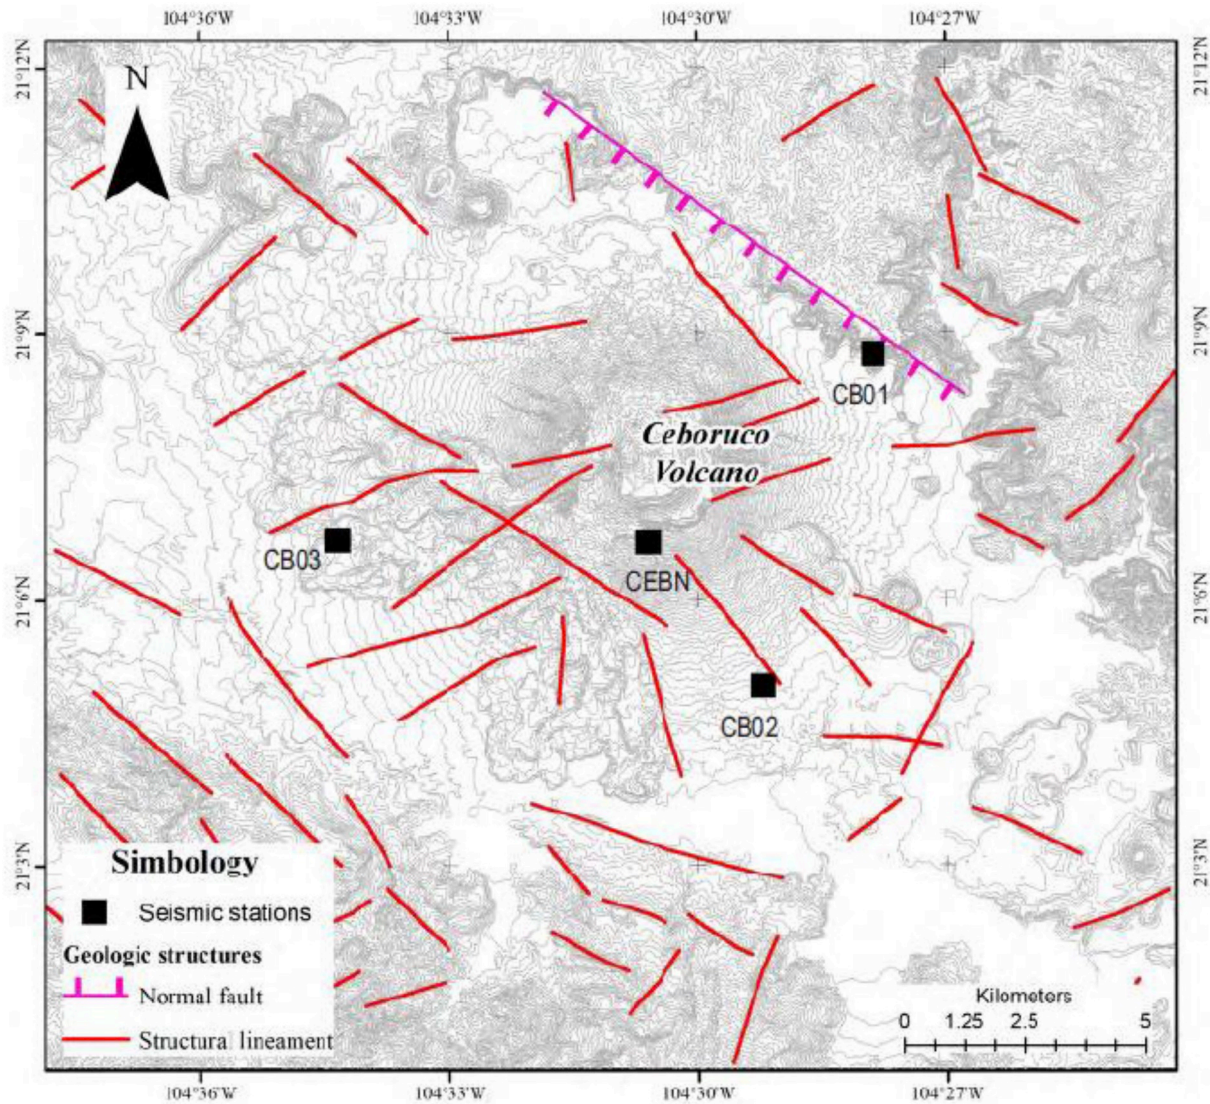 104°36'W 104°33'W 104°30'W 104°27'W
21°12'N 21°12'N
N
21°9'N 21°9'N
CB01
Ceboruco
Volcano
CB03
CEBN
21°6'N 21°6'N
CB02
21°3'N 21°3'N
Simbology
Seismic stations
Geologic structures
Normal fault
Structural lineament
Kilometers
0 1.25 2.5 5
104°36'W 104°33'W 104°30'W 104°27'W